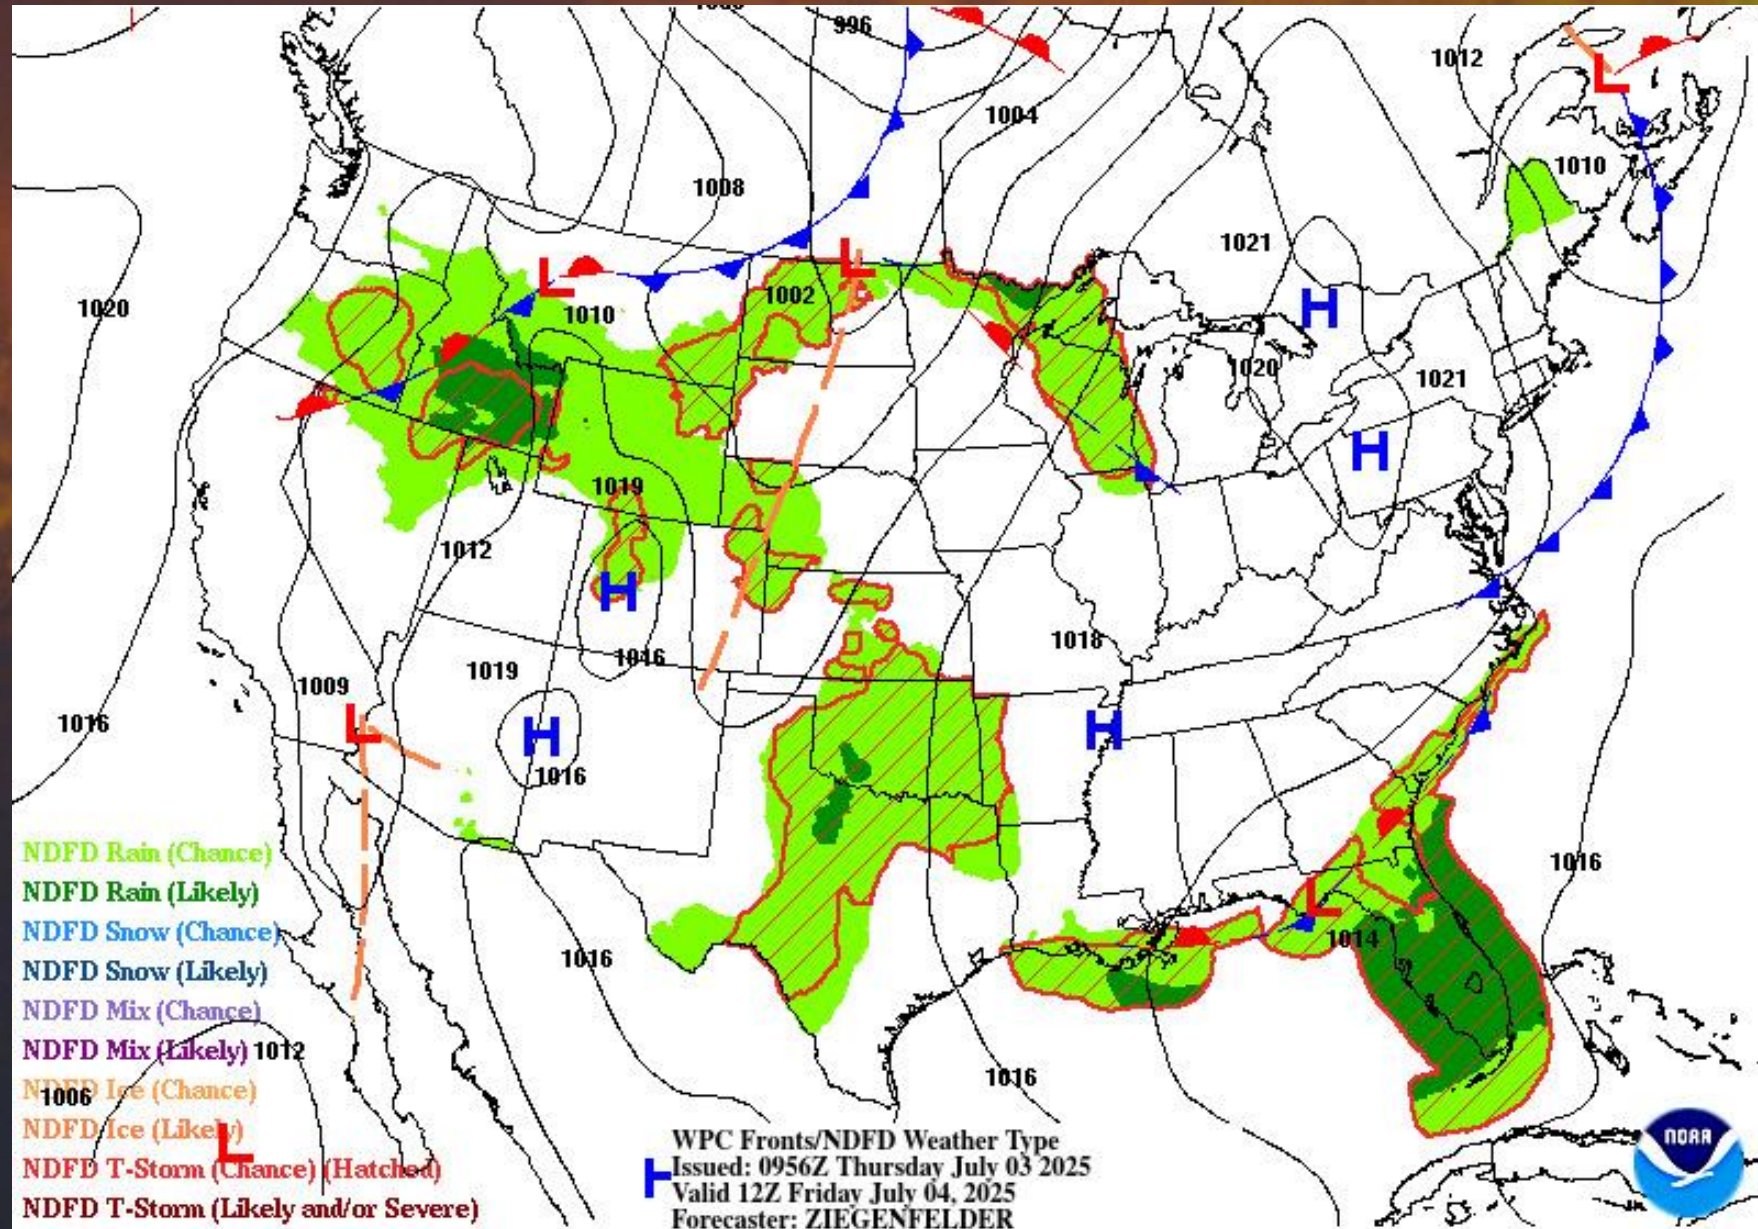 996
1012
1004
1010
1008
1021
1020
1002
1010
1020
1021
1019
1012
1018
1016
1019
1009
1016
1016
1016
1014
1016
1016
NDFD Rain (Chance)
NDFD Rain (Likely)
NDFD Snow (Chance)
NDFD Snow (Likely)
NDFD Mix (Chance)
NDFD Mix (Likely)
1012
NDFD Ice (Chance)
1006
NDFD Ice (Likely)
NDFD T-Storm (Chance) (Hatched)
NDFD T-Storm (Likely and/or Severe)
L
L
L
H
H
H
H
L
H
L
L
H
WPC Fronts/NDFD Weather Type
Issued: 0956Z Thursday July 03 2025
Valid 12Z Friday July 04, 2025
Forecaster: ZIEGENFELDER
NOAA